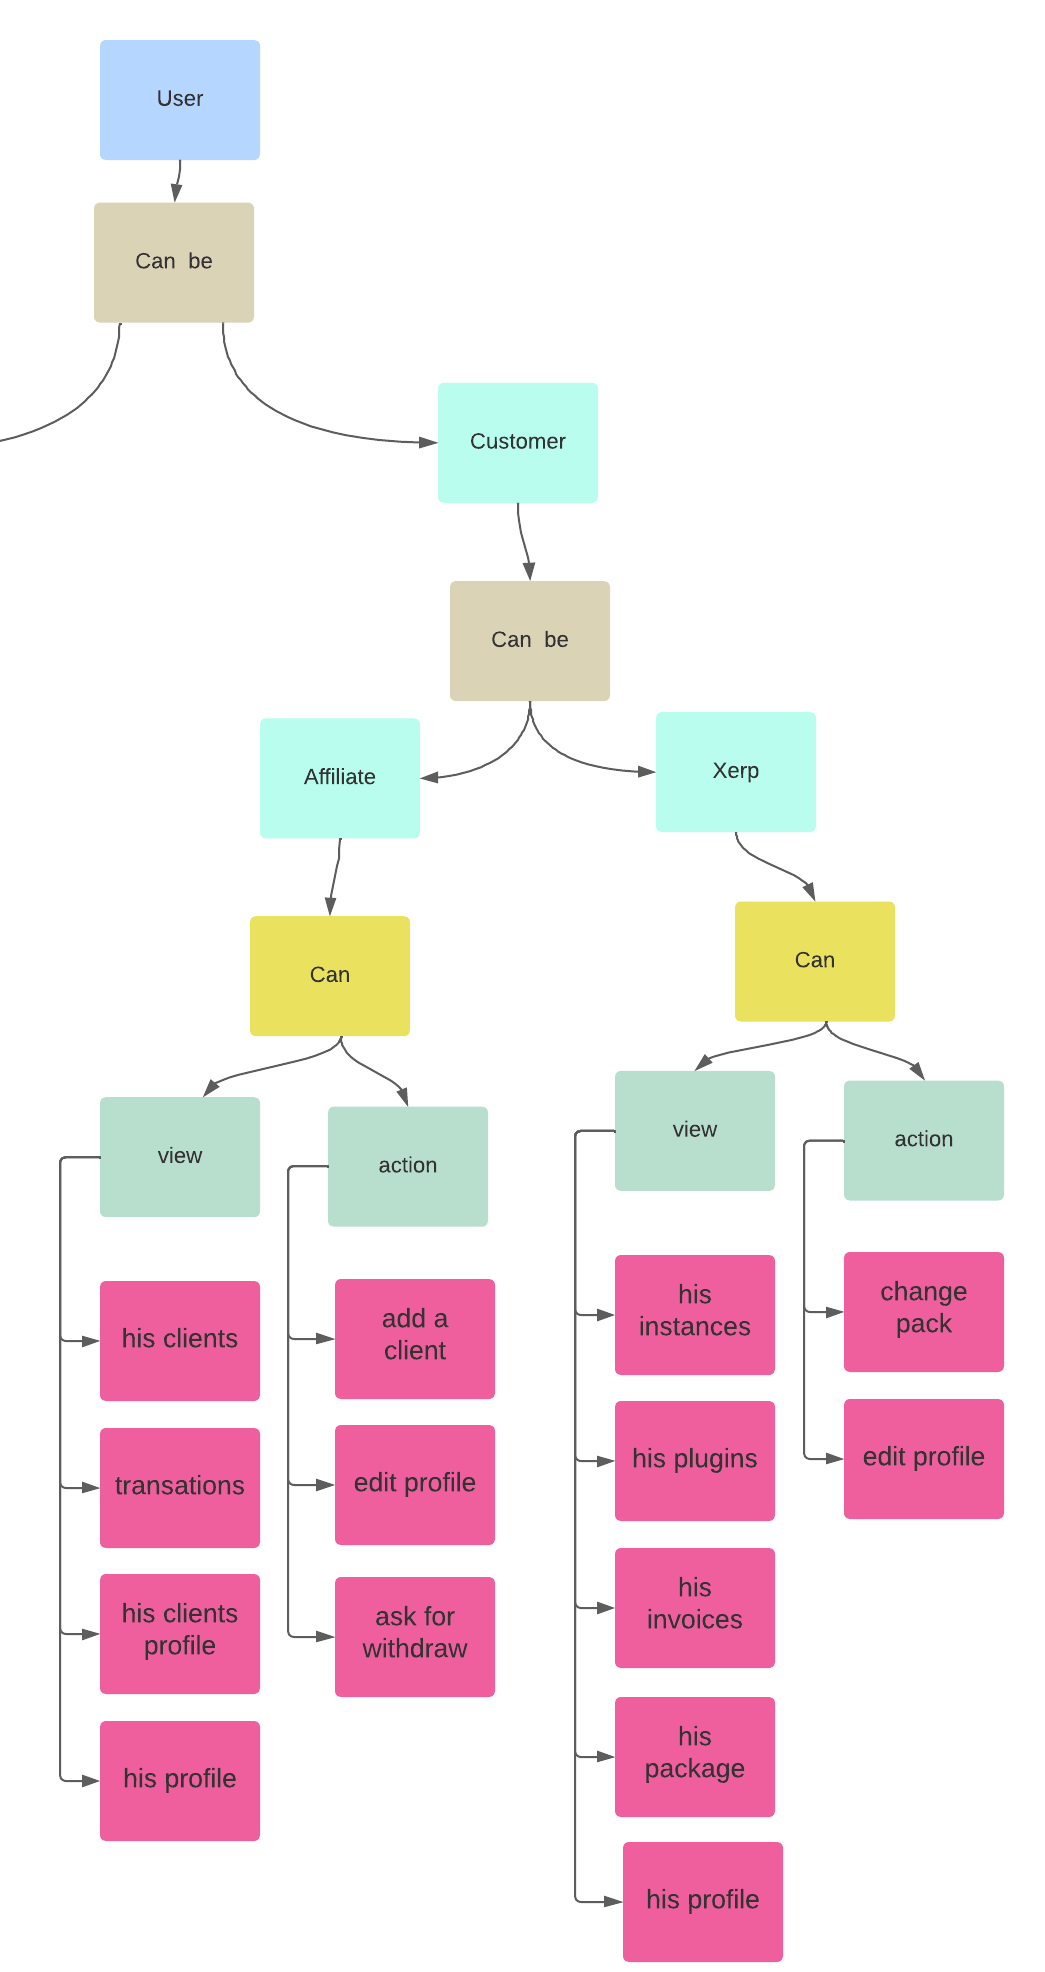 User
Can be
Customer
Can be
Affiliate
Xerp
Can
Can
view
action
view
action
his clients
transations
his clients
profile
his profile
add a
client
edit profile
ask for
withdraw
his
instances
his plugins
his
invoices
his
package
his profile
change
pack
edit profile